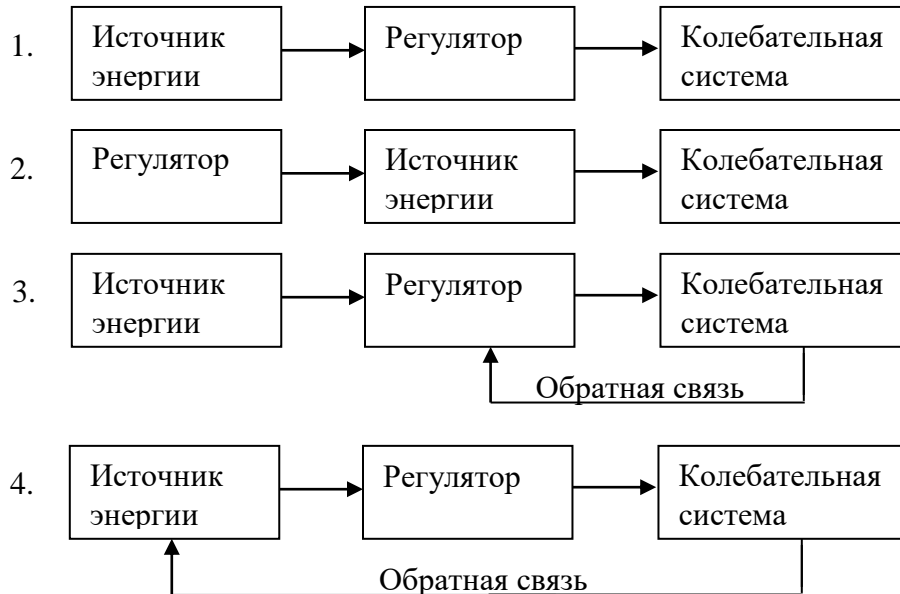 1.
Источник
энергии
Регулятор
Колебательная
система
2.
Регулятор
Источник
энергии
Колебательная
система
3.
Источник
энергии
Регулятор
Колебательная
система
Обратная связь
4.
Источник
энергии
Регулятор
Колебательная
система
Обратная связь